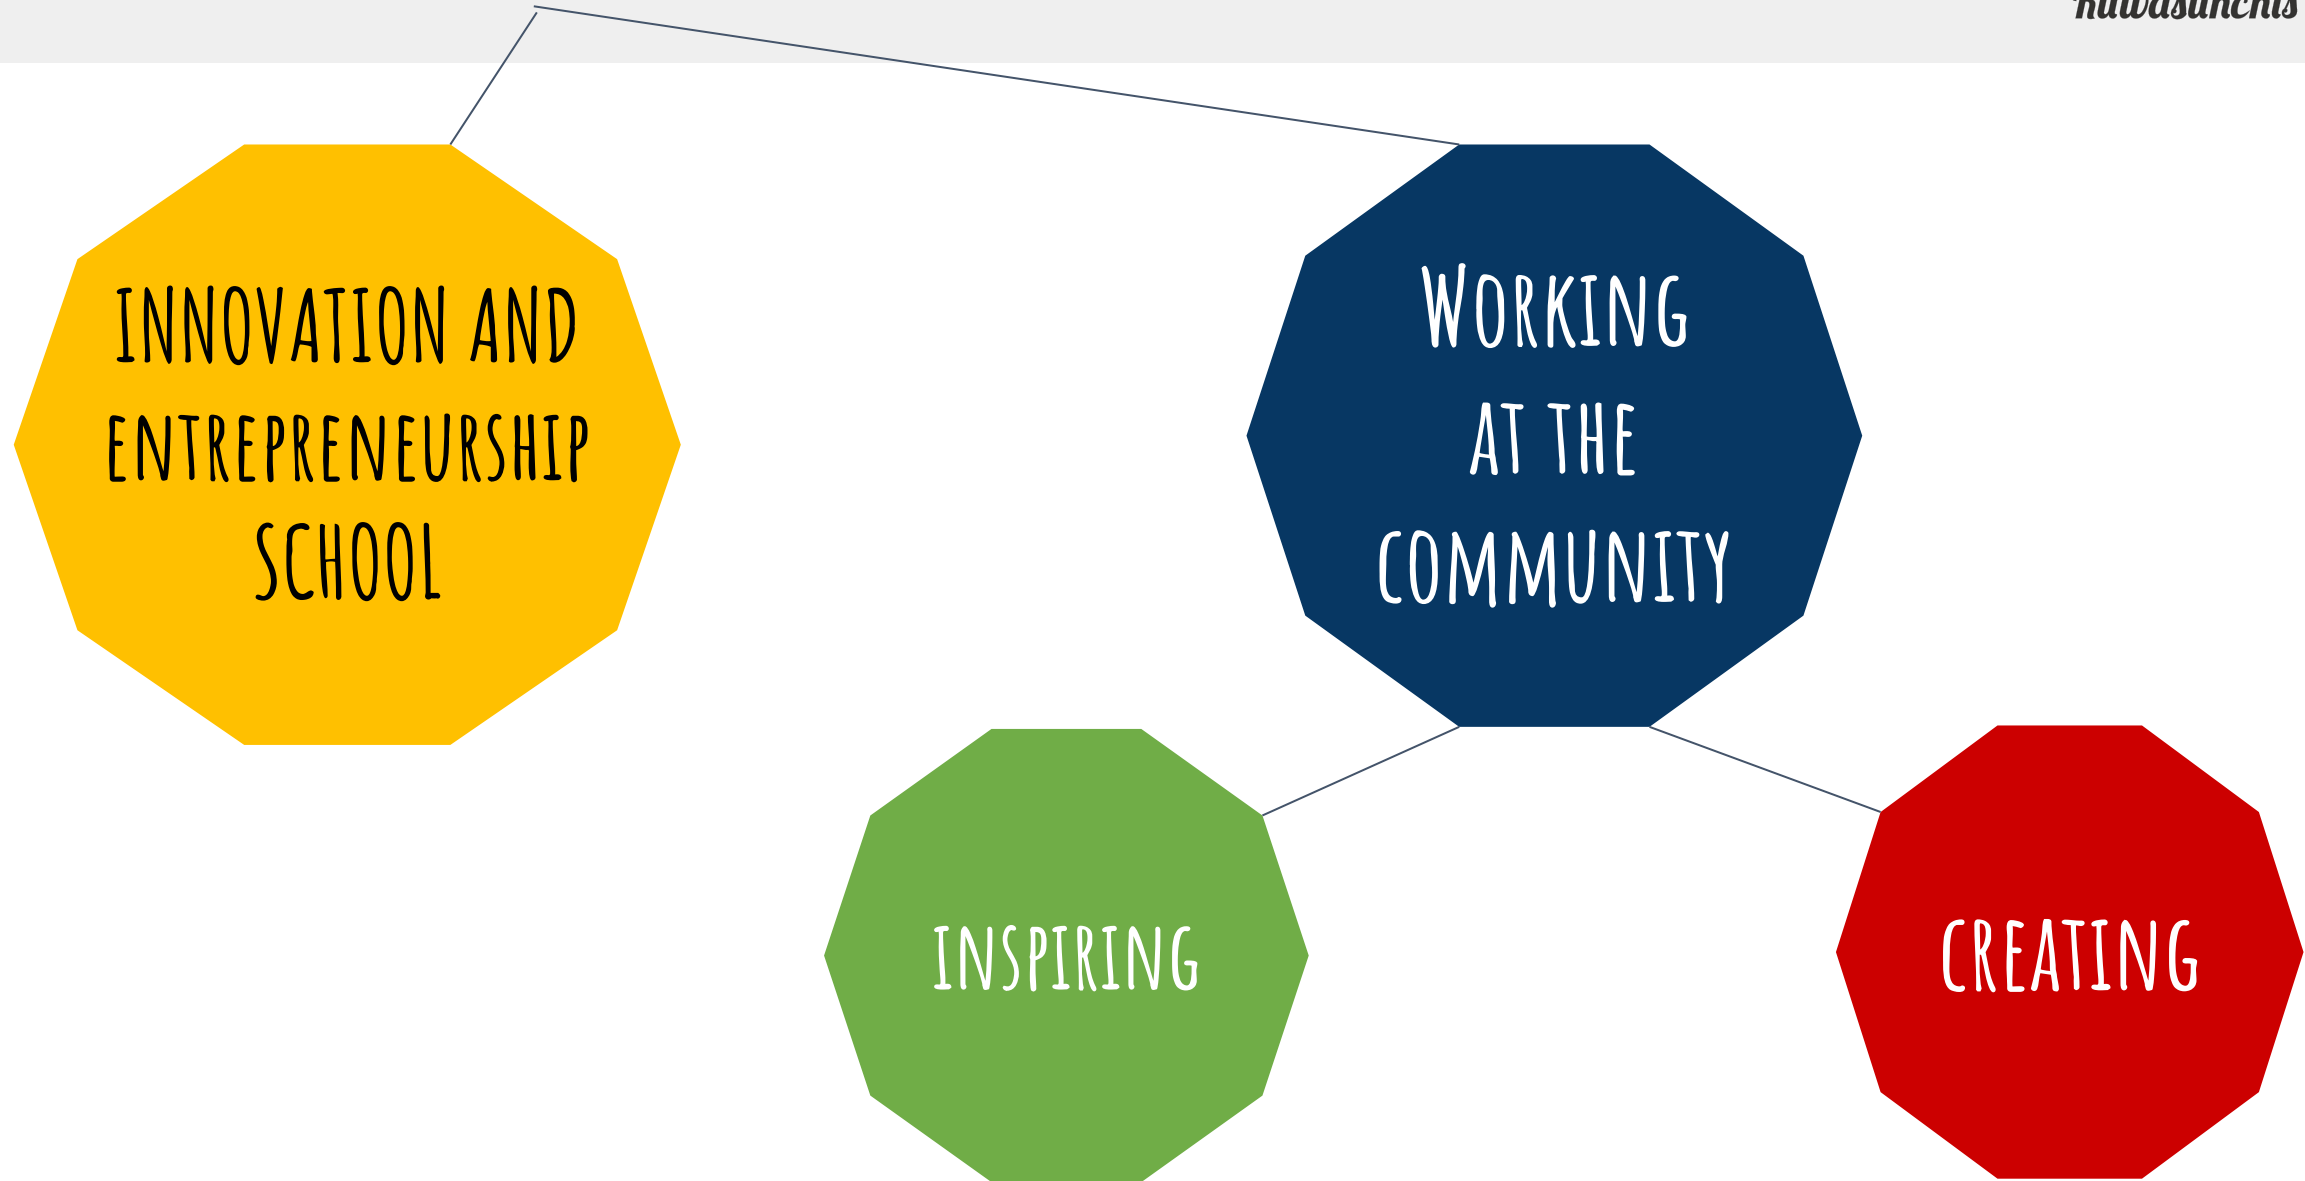 INNOVATION AND
ENTREPRENEURSHIP
SCHOOL
WORKING
AT THE
COMMUNITY
INSPIRING
CREATING